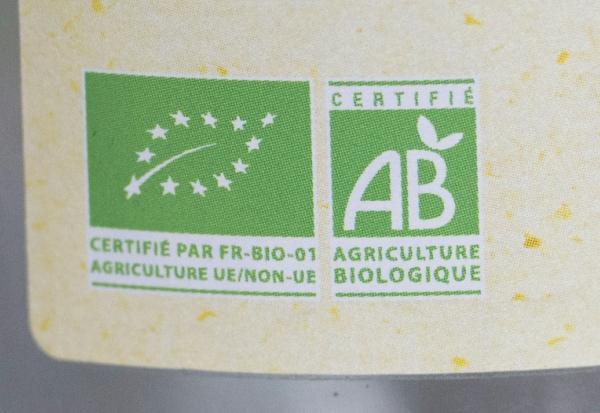 CERTIFIÉ PAR FR-BIO-01
AGRICULTURE UE/NON-UE
CERTIFIÉ
AB
AGRICULTURE
BIOLOGIQUE